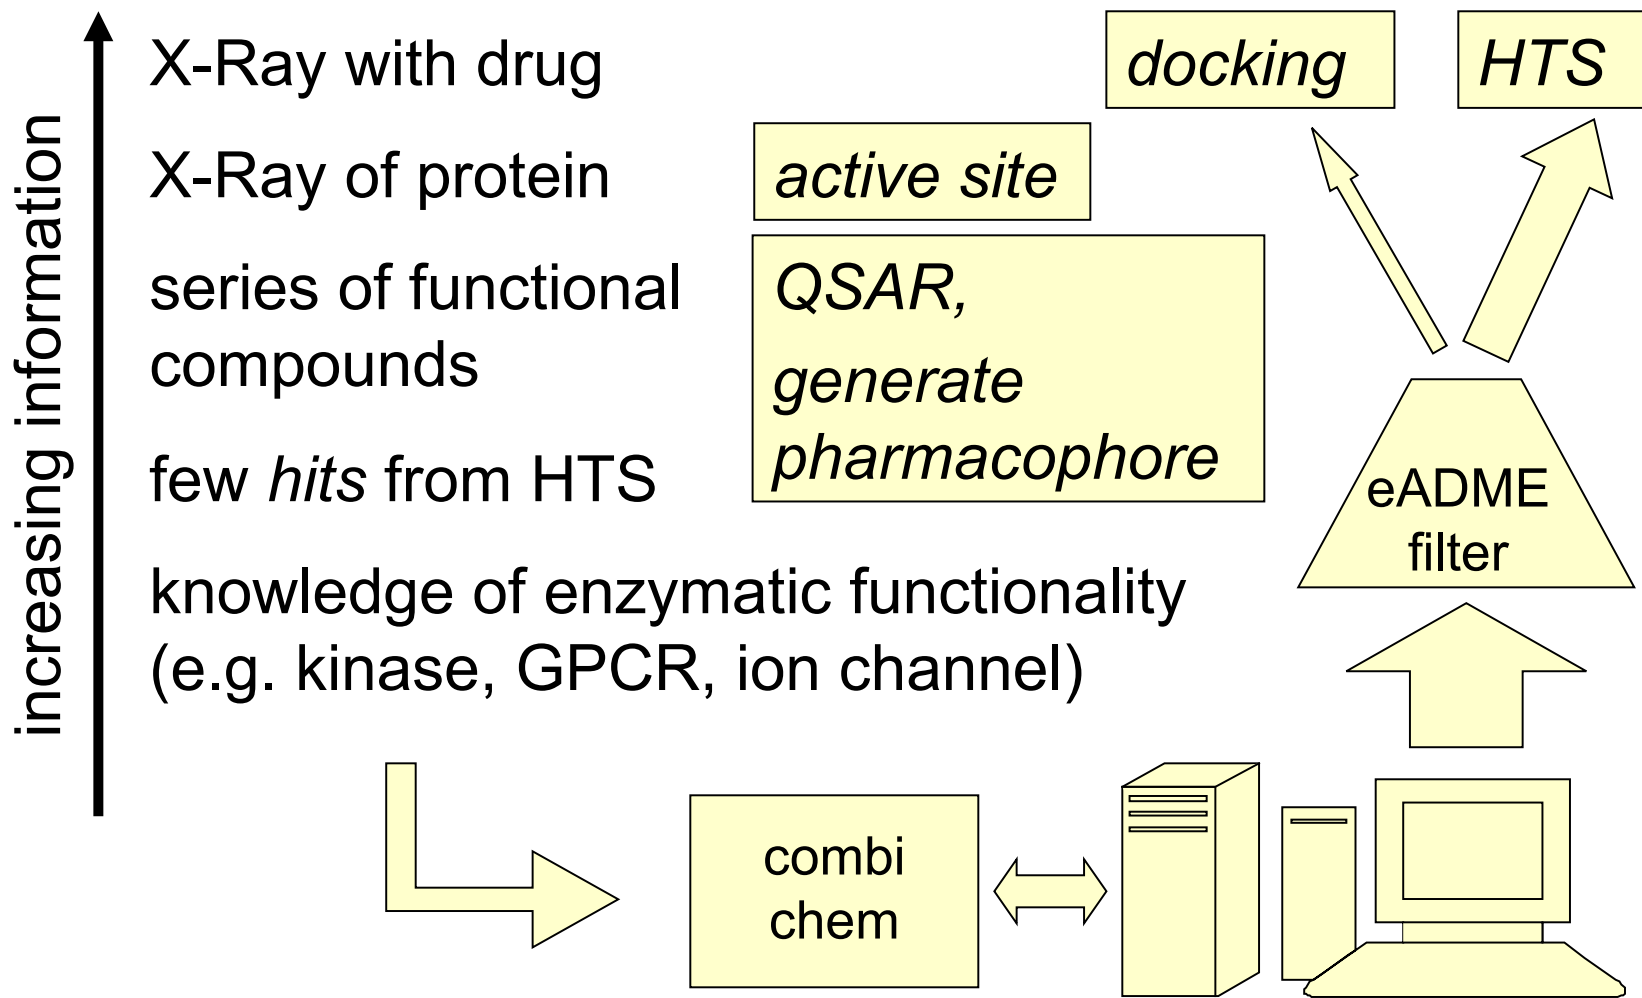 increasing information
X-Ray with drug
docking
HTS
X-Ray of protein
active site
series of functional
compounds
QSAR,
generate
pharmacophore
few hits from HTS
eADME
filter
knowledge of enzymatic functionality
(e.g. kinase, GPCR, ion channel)
combi
chem